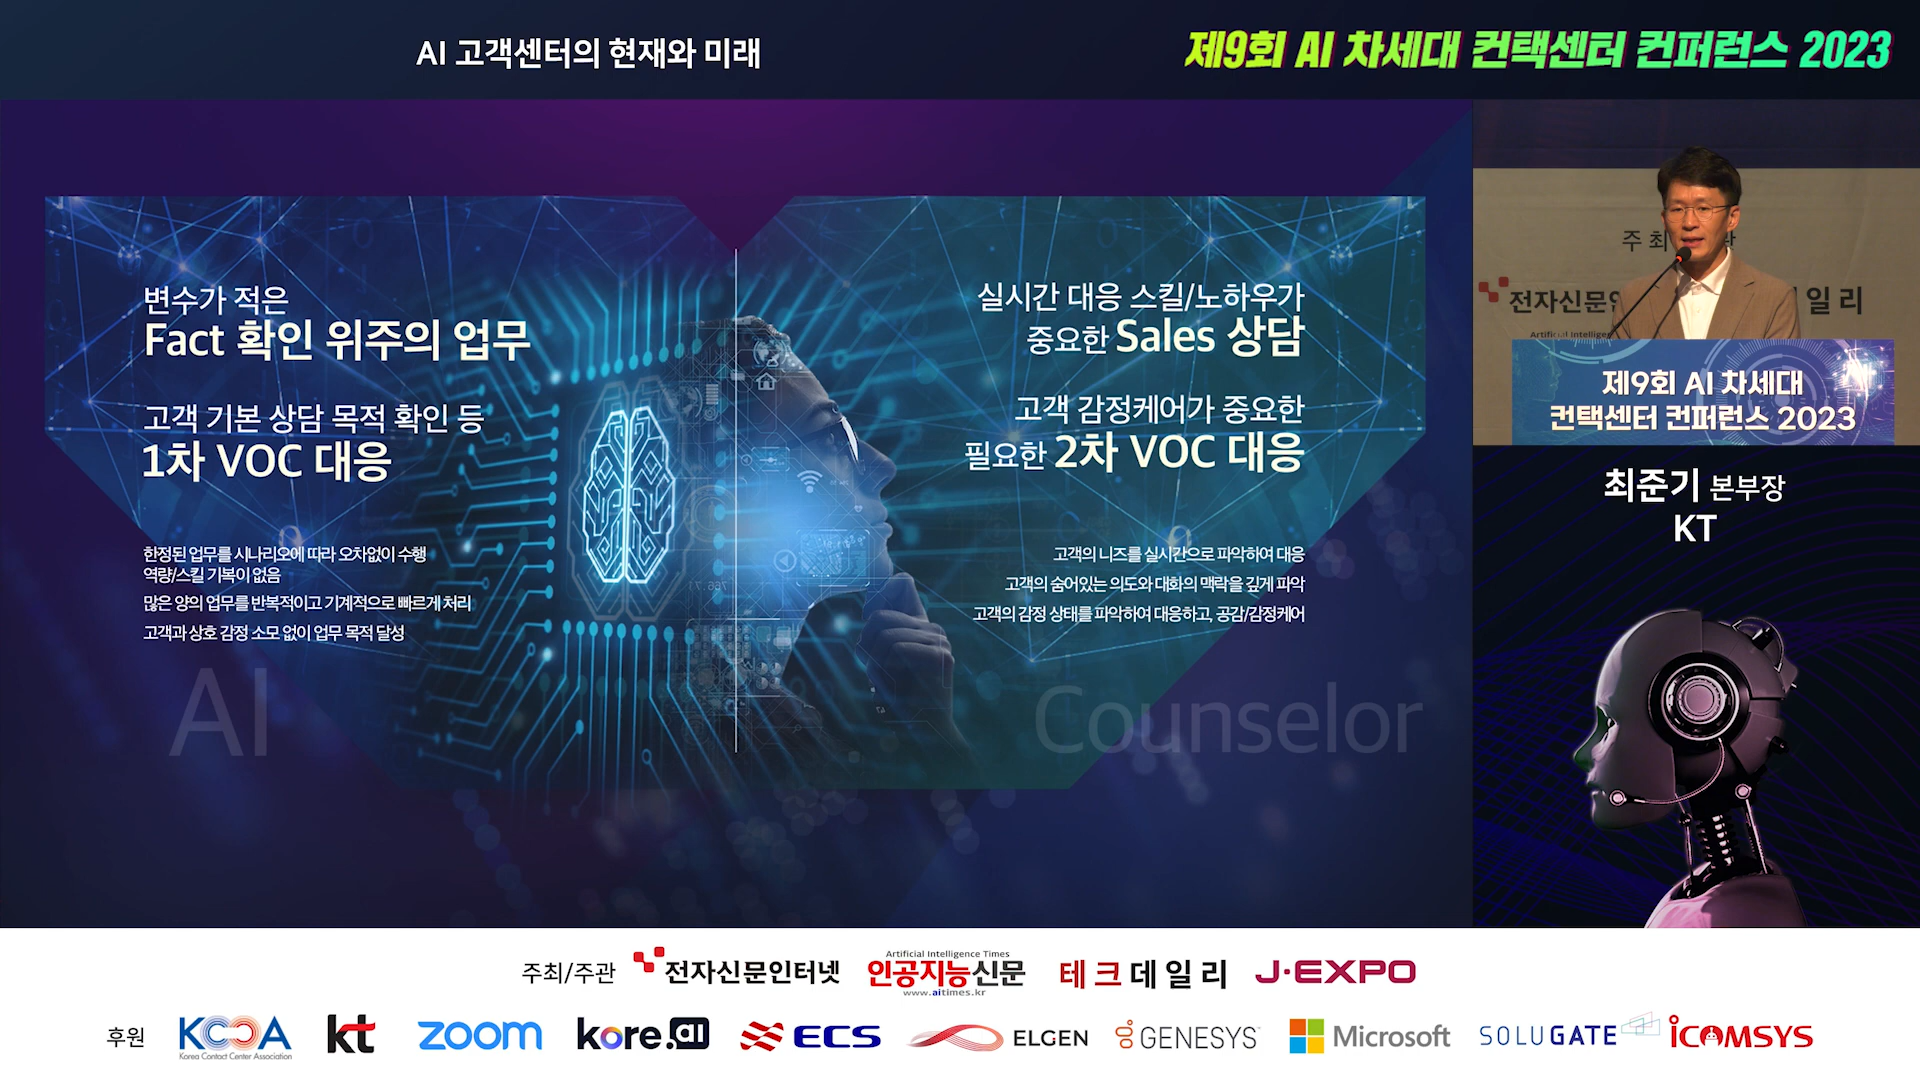 AI 고객센터의 현재와 미래
제9회 AI 차세대 컨택센터 컨퍼런스 2023
변수가 적은
Fact 확인 위주의 업무
고객 기본 상담 목적 확인 등
1차 VOC 대응
한정된 업무를 시나리오에 따라 오차없이 수행
역량/스킬 기복이 없음
많은 양의 업무를 반복적이고 기계적으로 빠르게 처리
고객과 상호 감정 소모 없이 업무 목적 달성
AI
실시간 대응 스킬/노하우가
중요한 Sales 상담
고객 감정케어가 중요한
필요한 2차 VOC 대응
고객의 니즈를 실시간으로 파악하여 대응
고객의 숨어있는 의도와 대화의 맥락을 깊게 파악
고객의 감정 상태를 파악하여 대응하고, 공감/감정케어
Counselor
주 최 관
전자신문인 일 리
Artificial Intelligence
제9회 AI 차세대
컨택센터 컨퍼런스 2023
최준기 본부장
KT
주최/주관 전자신문인터넷 Artificial Intelligence Times 인공지능신문 www.aitimes.kr 테크데일리 J·EXPO
후원 KCCA Korea Contact Center Association kt zoom kore.ai ECS ELGEN GENESYS Microsoft SOLUGATE iCOMSYS